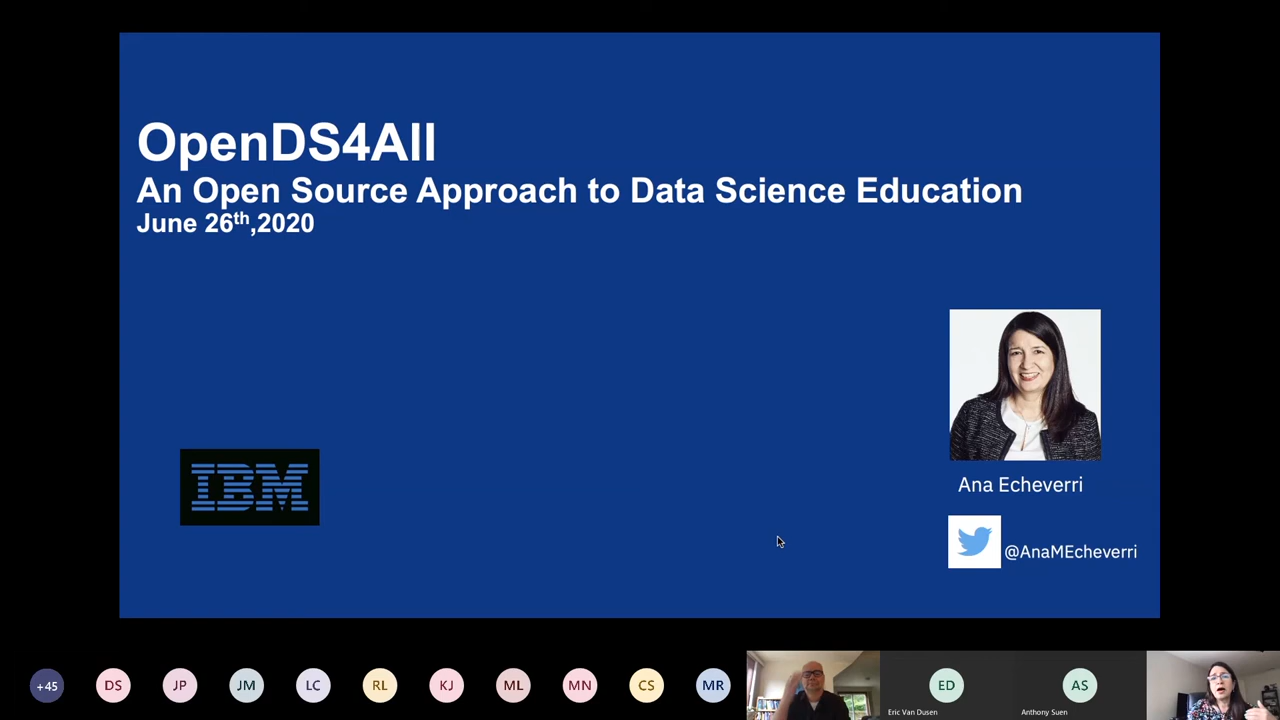 OpenDS4All
An Open Source Approach to Data Science Education
June 26th,2020
IBM
Ana Echeverri
@AnaMEcheverri
+45
DS
JP
JM
LC
RL
KJ
ML
MN
CS
MR
ED
Eric Van Dusen
AS
Anthony Suen